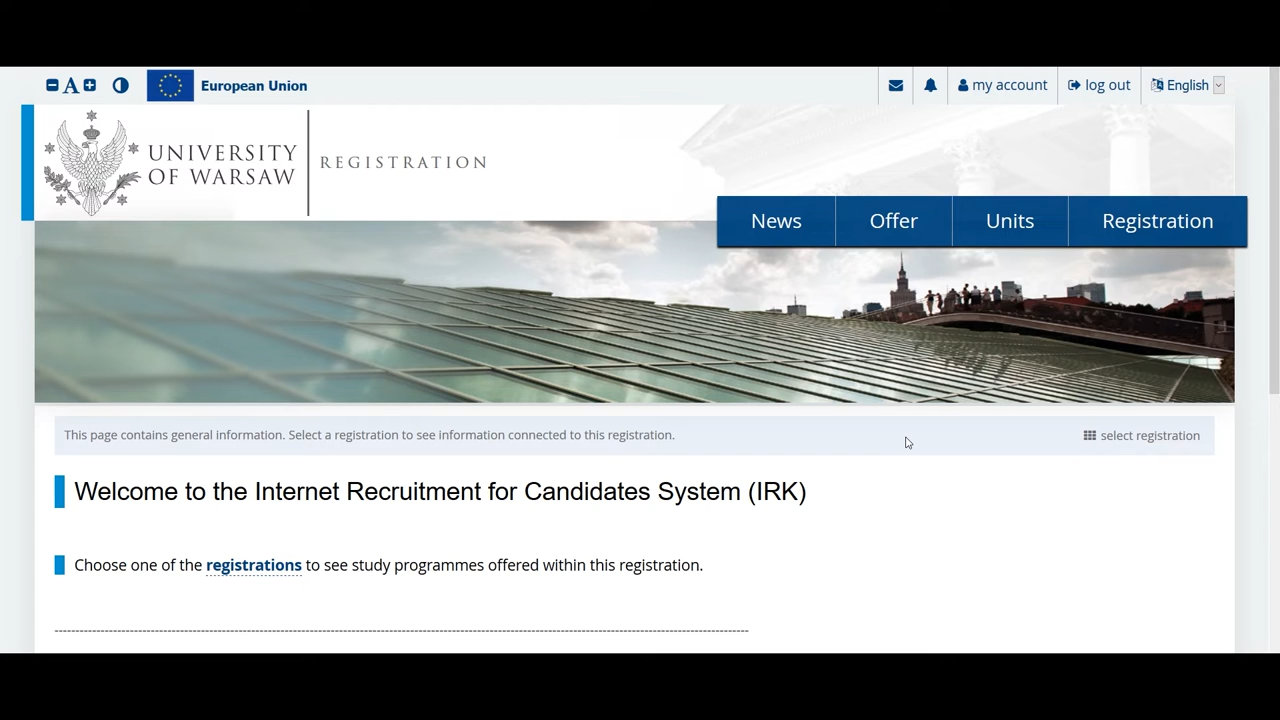 A European Union my account log out English
UNIVERSITY
OF WARSAW
REGISTRATION
News Offer Units Registration
This page contains general information. Select a registration to see information connected to this registration. select registration
Welcome to the Internet Recruitment for Candidates System (IRK)
Choose one of the registrations to see study programmes offered within this registration.